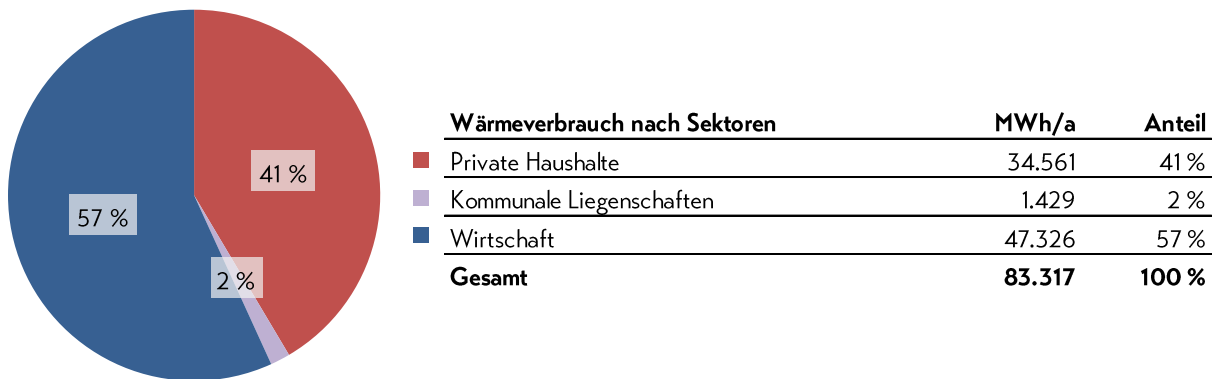 41 %
57 %
2 %
Wärmeverbrauch nach Sektoren MWh/a Anteil
Private Haushalte 34.561 41 %
Kommunale Liegenschaften 1.429 2 %
Wirtschaft 47.326 57 %
Gesamt 83.317 100 %